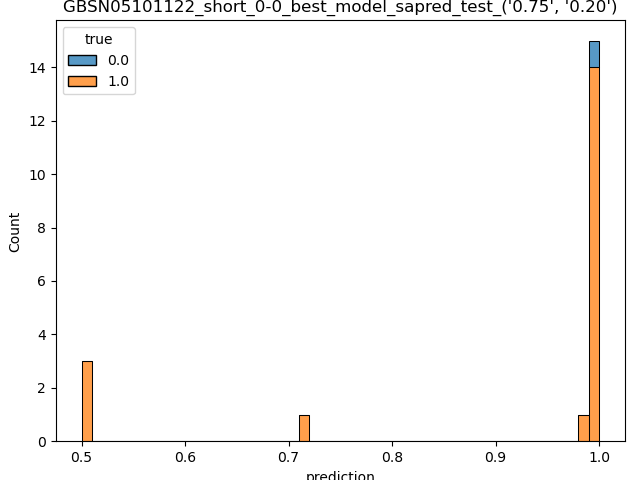 GBSN05101122_short_0-0_best_model_sapred_test_('0.75', '0.20')
true
0.0
1.0
14
12
10
8
6
4
2
0
Count
0.5 0.6 0.7 0.8 0.9 1.0
prediction